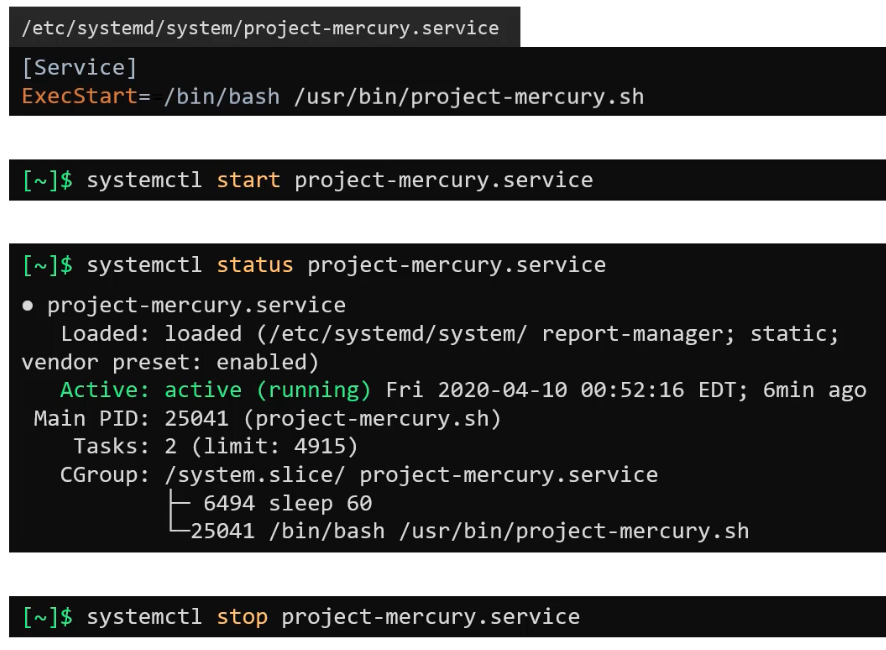 /etc/systemd/system/project-mercury.service
[Service]
ExecStart= /bin/bash /usr/bin/project-mercury.sh
[~]$ systemctl start project-mercury.service
[~]$ systemctl status project-mercury.service
● project-mercury.service
Loaded: loaded (/etc/systemd/system/ report-manager; static;
vendor preset: enabled)
Active: active (running) Fri 2020-04-10 00:52:16 EDT; 6min ago
Main PID: 25041 (project-mercury.sh)
Tasks: 2 (limit: 4915)
CGroup: /system.slice/ project-mercury.service
├─ 6494 sleep 60
└─25041 /bin/bash /usr/bin/project-mercury.sh
[~]$ systemctl stop project-mercury.service